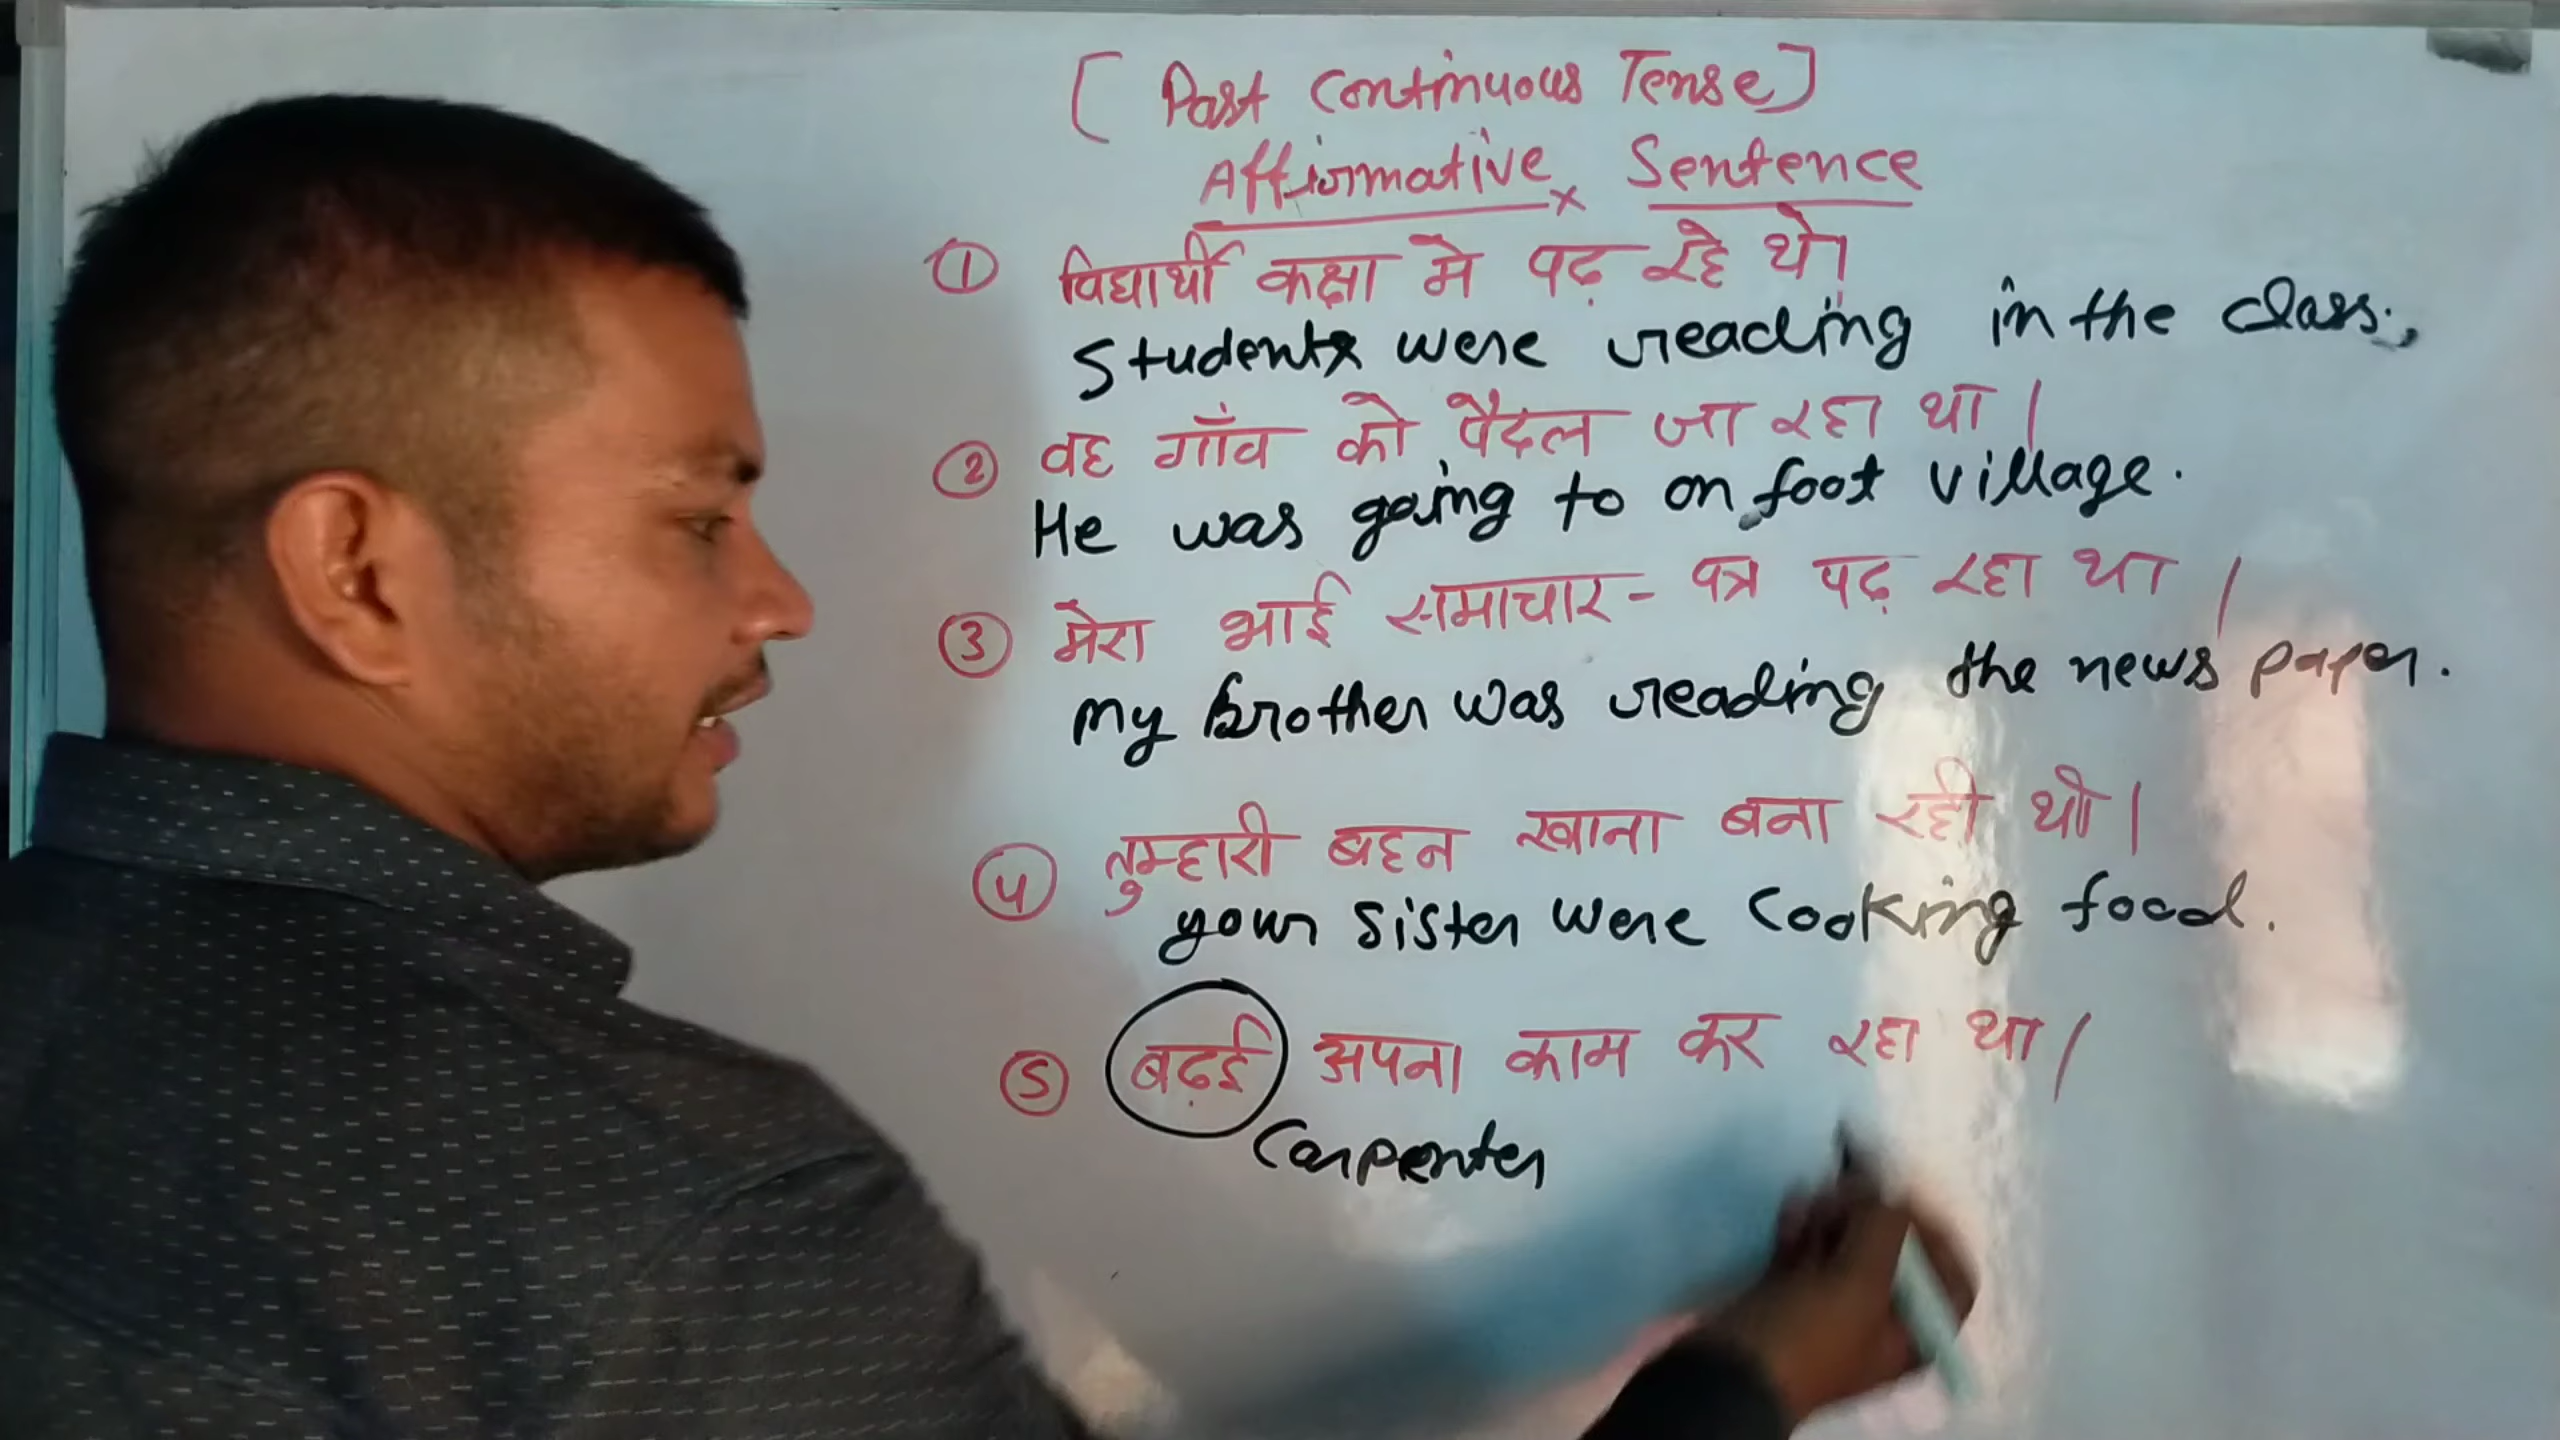 [ Past Continuous Tense ]
Affirmative x Sentence
① विद्यार्थी कक्षा मे पढ़ रहे थे।
Students were reading in the class.
② वह गाँव को पैदल जा रहा था।
He was going to on foot village.
③ मेरा भाई समाचार-पत्र पढ़ रहा था।
my Brother was reading the news paper.
④ तुम्हारी बहन खाना बना रही थी।
your sister were cooking food.
⑤ बढ़ई अपना काम कर रहा था।
Carpenter